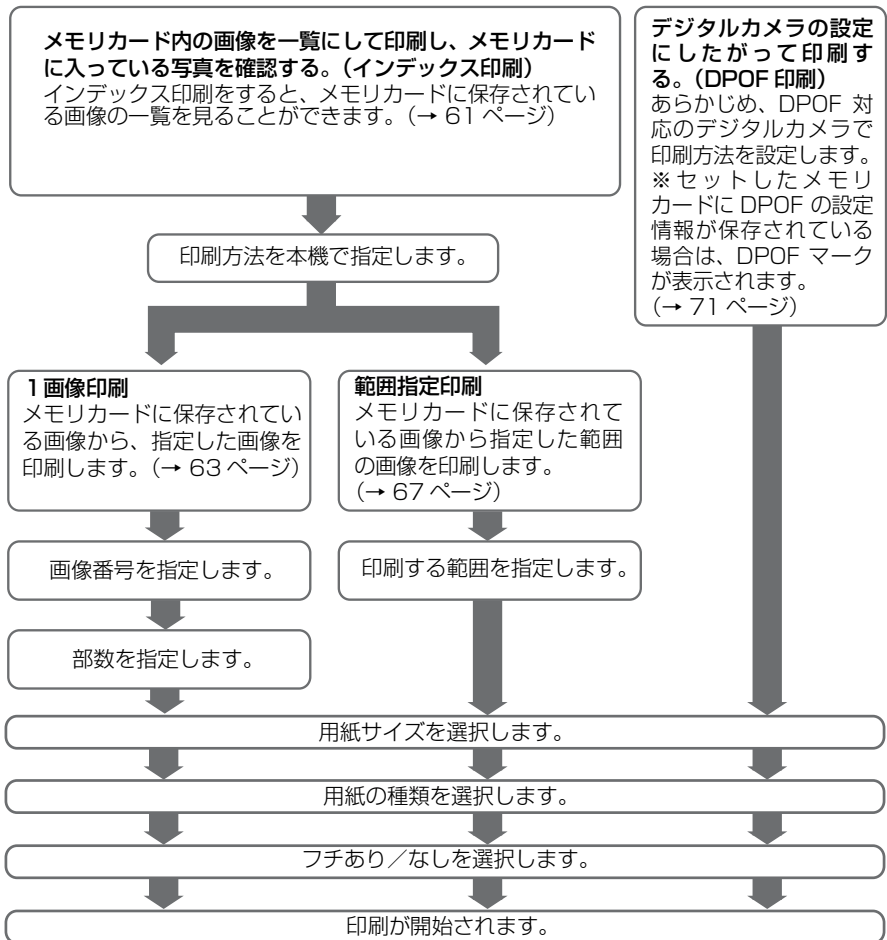 メモリカード内の画像を一覧にして印刷し、メモリカード
に入っている写真を確認する。（インデックス印刷）
インデックス印刷をすると、メモリカードに保存されてい
る画像の一覧を見ることができます。（→ 61 ページ）
デジタルカメラの設定
にしたがって印刷す
る。（DPOF 印刷）
あらかじめ、DPOF 対
応のデジタルカメラで
印刷方法を設定します。
※ セットしたメモリ
カードに DPOF の設定
情報が保存されている
場合は、DPOF マーク
が表示されます。
（→ 71 ページ）
印刷方法を本機で指定します。
1 画像印刷
メモリカードに保存されてい
る画像から、指定した画像を
印刷します。（→ 63 ページ）
範囲指定印刷
メモリカードに保存されて
いる画像から指定した範囲
の画像を印刷します。
（→ 67 ページ）
画像番号を指定します。
印刷する範囲を指定します。
部数を指定します。
用紙サイズを選択します。
用紙の種類を選択します。
フチあり／なしを選択します。
印刷が開始されます。